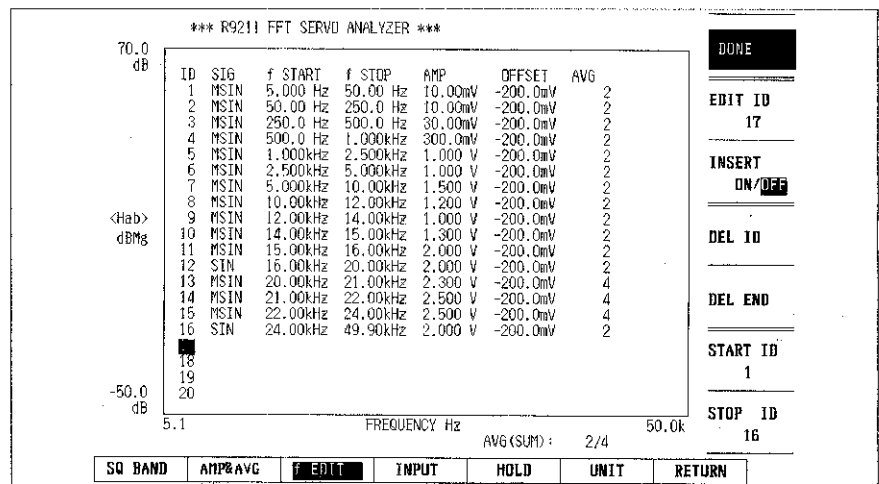 *** R9211 FFT SERVO ANALYZER ***
70.0
dB
ID SIG f START f STOP AMP OFFSET AVG
1 MSIN 5.000 Hz 50.00 Hz 10.00mV -200.0mV 2
2 MSIN 50.00 Hz 250.0 Hz 10.00mV -200.0mV 2
3 MSIN 250.0 Hz 500.0 Hz 30.00mV -200.0mV 2
4 MSIN 500.0 Hz 1.000kHz 300.0mV -200.0mV 2
5 MSIN 1.000kHz 2.500kHz 1.000 V -200.0mV 2
6 MSIN 2.500kHz 5.000kHz 1.000 V -200.0mV 2
7 MSIN 5.000kHz 10.00kHz 1.500 V -200.0mV 2
8 MSIN 10.00kHz 12.00kHz 1.200 V -200.0mV 2
9 MSIN 12.00kHz 14.00kHz 1.000 V -200.0mV 2
10 MSIN 14.00kHz 15.00kHz 1.300 V -200.0mV 2
11 MSIN 15.00kHz 16.00kHz 2.000 V -200.0mV 2
12 SIN 16.00kHz 20.00kHz 2.000 V -200.0mV 2
13 MSIN 20.00kHz 21.00kHz 2.300 V -200.0mV 4
14 MSIN 21.00kHz 22.00kHz 2.500 V -200.0mV 4
15 MSIN 22.00kHz 24.00kHz 2.500 V -200.0mV 4
16 SIN 24.00kHz 49.90kHz 2.000 V -200.0mV 2
18
19
20
<Hab>
dBMg
-50.0
dB
5.1 FREQUENCY Hz 50.0k
AVG(SUM): 2/4
DONE
EDIT ID
17
INSERT
ON/OFF
DEL ID
DEL END
START ID
1
STOP ID
16
SQ BAND AMP&AVG f EDIT INPUT HOLD UNIT RETURN